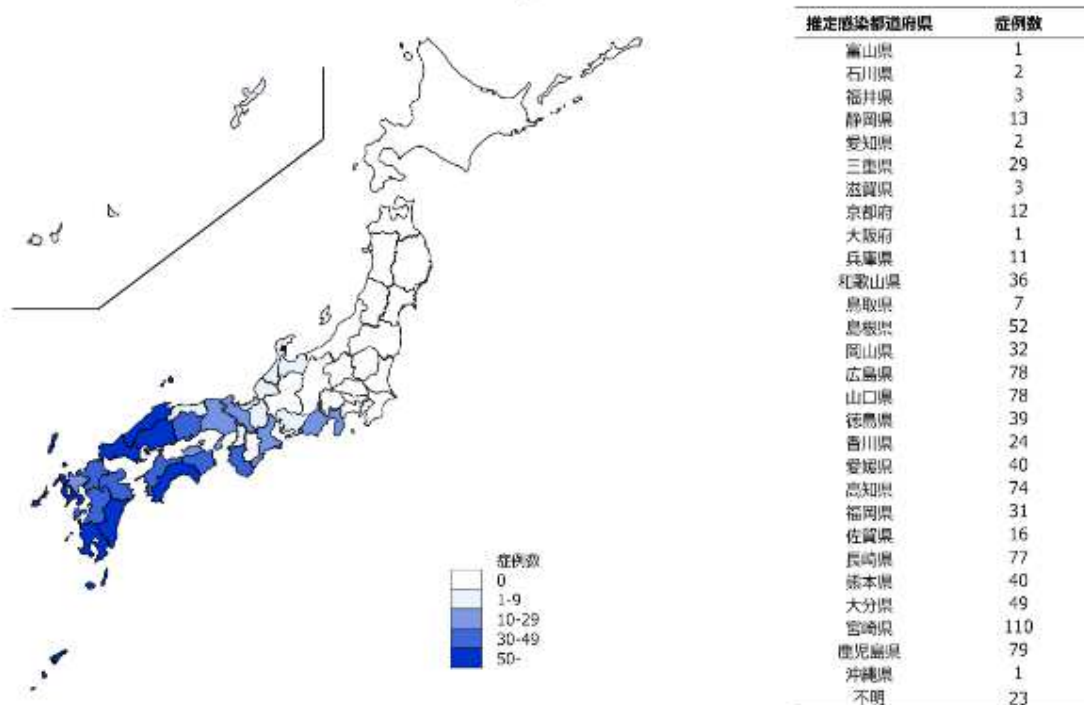 症例数
0
1-9
10-29
30-49
50-
推定感染都道府県 症例数
富山県 1
石川県 2
福井県 3
静岡県 13
愛知県 2
三重県 29
滋賀県 3
京都府 12
大阪府 1
兵庫県 11
和歌山県 36
鳥取県 7
島根県 52
岡山県 32
広島県 78
山口県 78
徳島県 39
香川県 24
愛媛県 40
高知県 74
福岡県 31
佐賀県 16
長崎県 77
熊本県 40
大分県 49
宮崎県 110
鹿児島県 79
沖縄県 1
不明 23